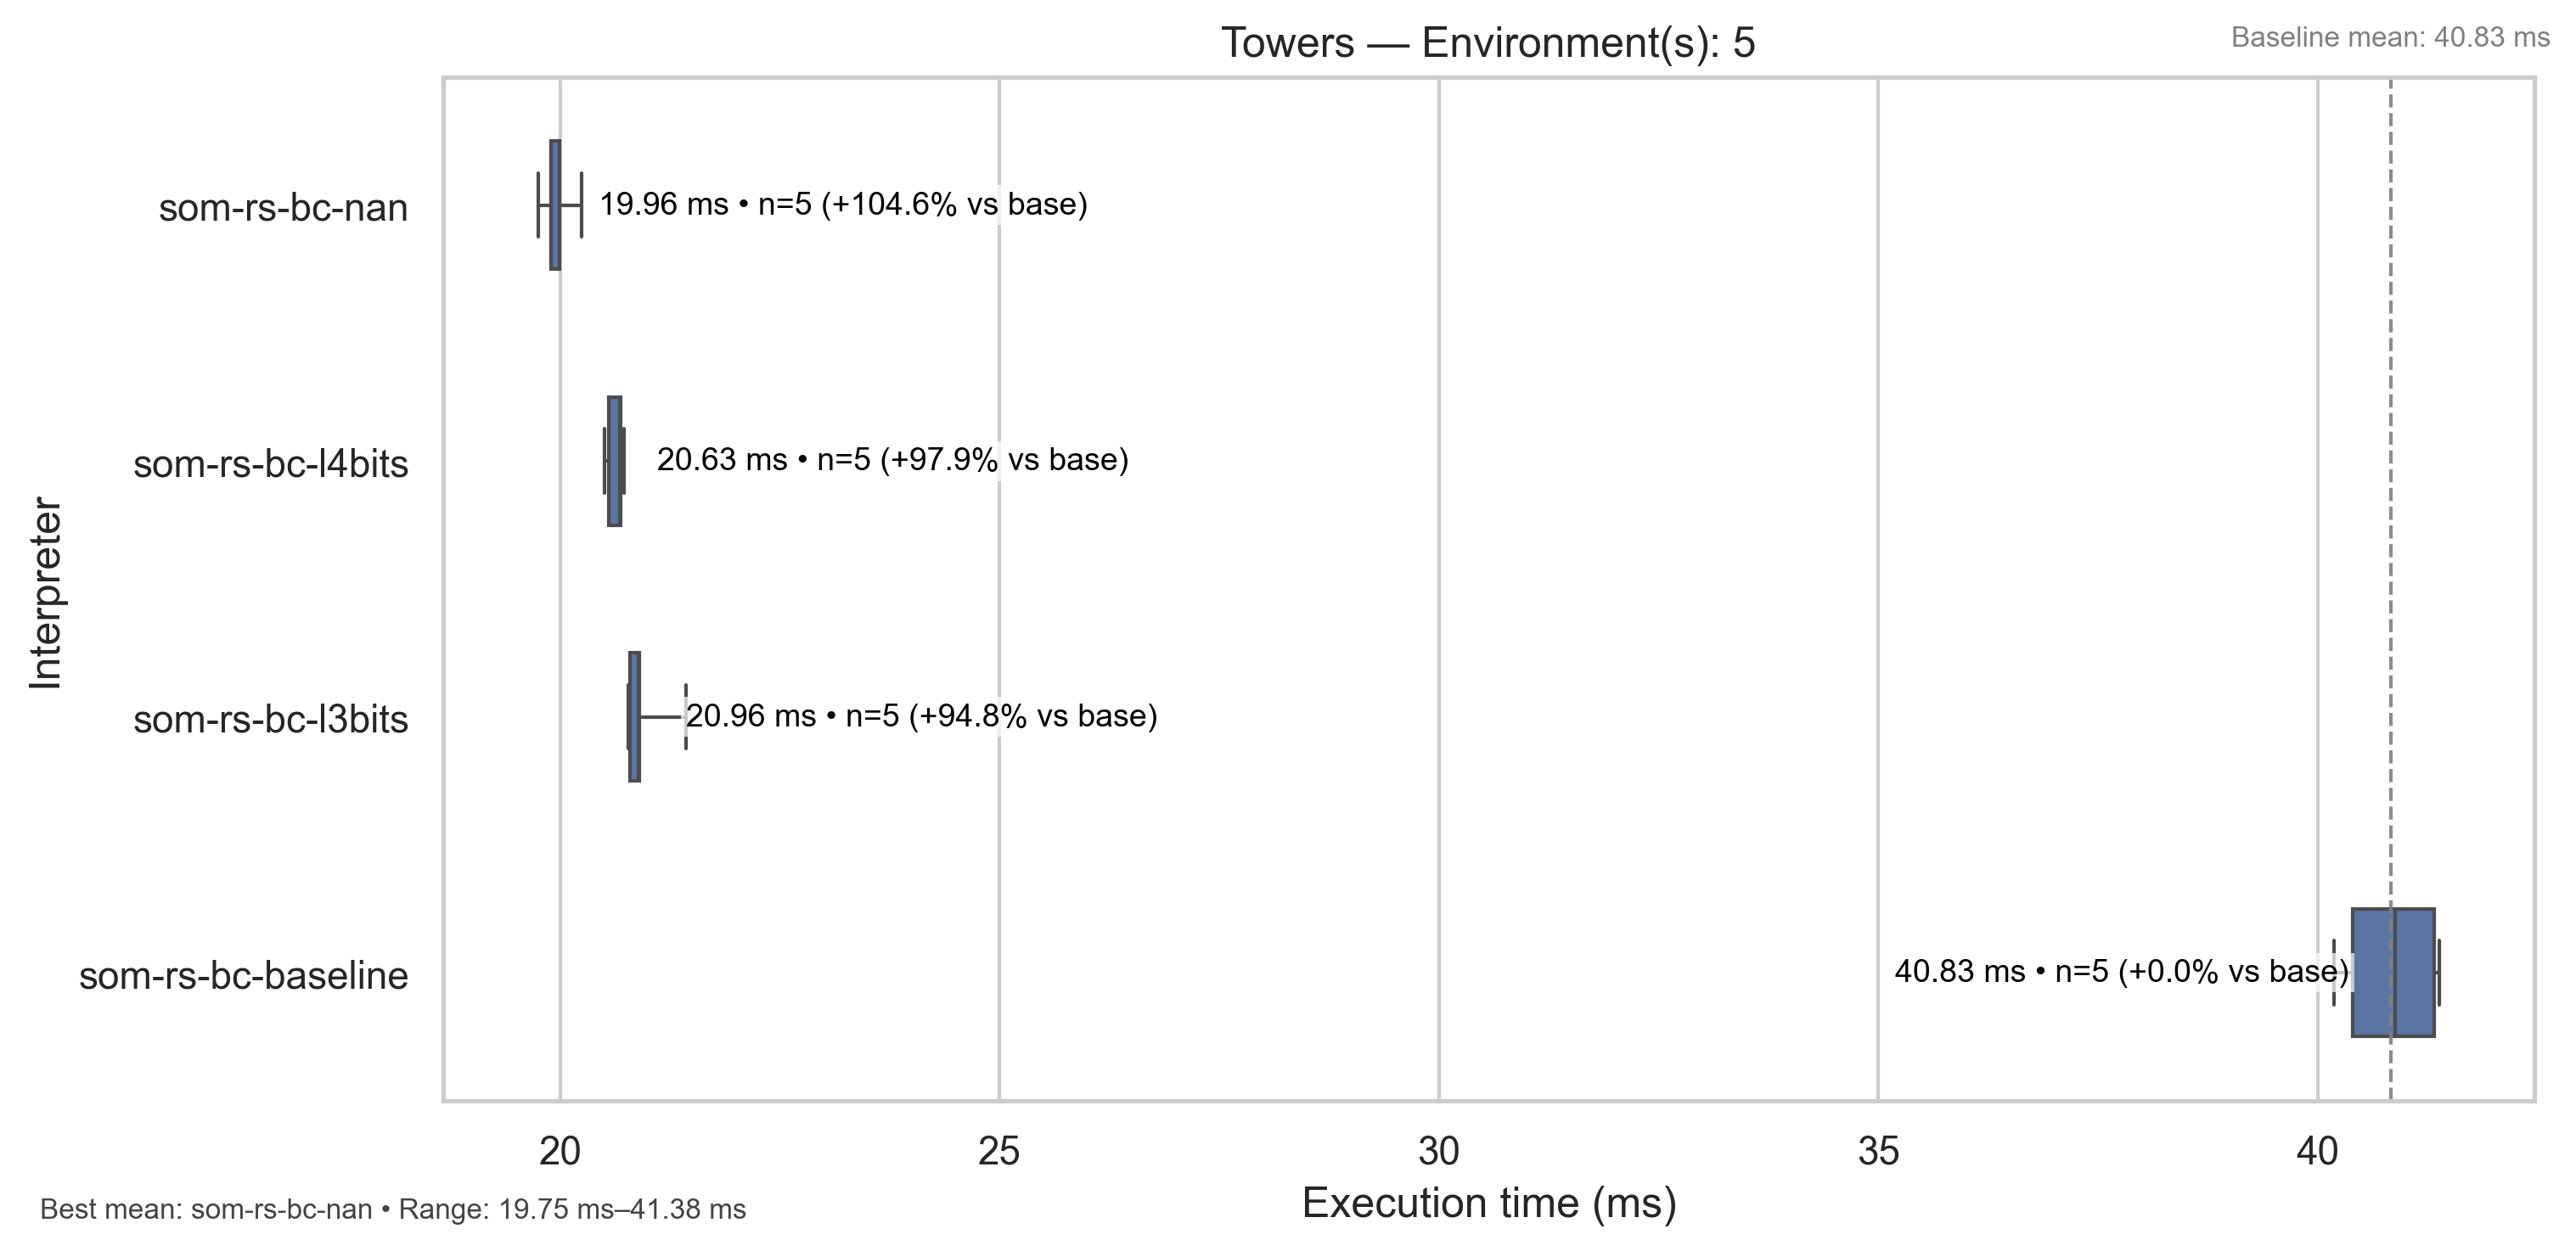 Towers — Environment(s): 5
Baseline mean: 40.83 ms
Interpreter
som-rs-bc-nan
19.96 ms • n=5 (+104.6% vs base)
som-rs-bc-l4bits
20.63 ms • n=5 (+97.9% vs base)
som-rs-bc-l3bits
20.96 ms • n=5 (+94.8% vs base)
som-rs-bc-baseline
40.83 ms • n=5 (+0.0% vs base)
20 25 30 35 40
Execution time (ms)
Best mean: som-rs-bc-nan • Range: 19.75 ms–41.38 ms